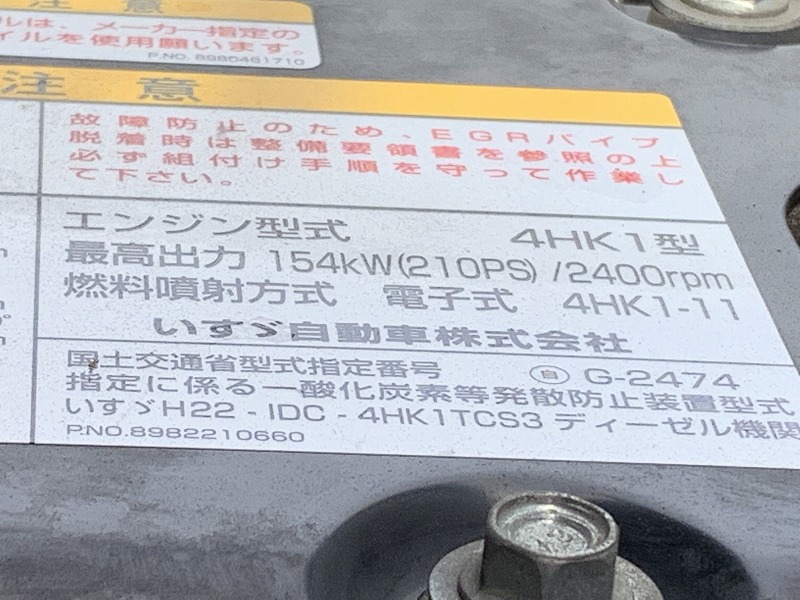 注 意
ルは、メーカー指定の
イルを使用願います。
P.NO. 8980461710
注 意
故障防止のため、EGRパイプ
脱着時は整備要領書を参照の上
必ず組付け手順を守って作業し
て下さい。
エンジン型式 4HK1型
最高出力 154kW(210PS) /2400rpm
燃料噴射方式 電子式 4HK1-11
いすゞ自動車株式会社
国土交通省型式指定番号 自 G-2474
指定に係る一酸化炭素等発散防止装置型式
いすゞH22 - IDC - 4HK1TCS3 ディーゼル機関
P.NO.8982210660